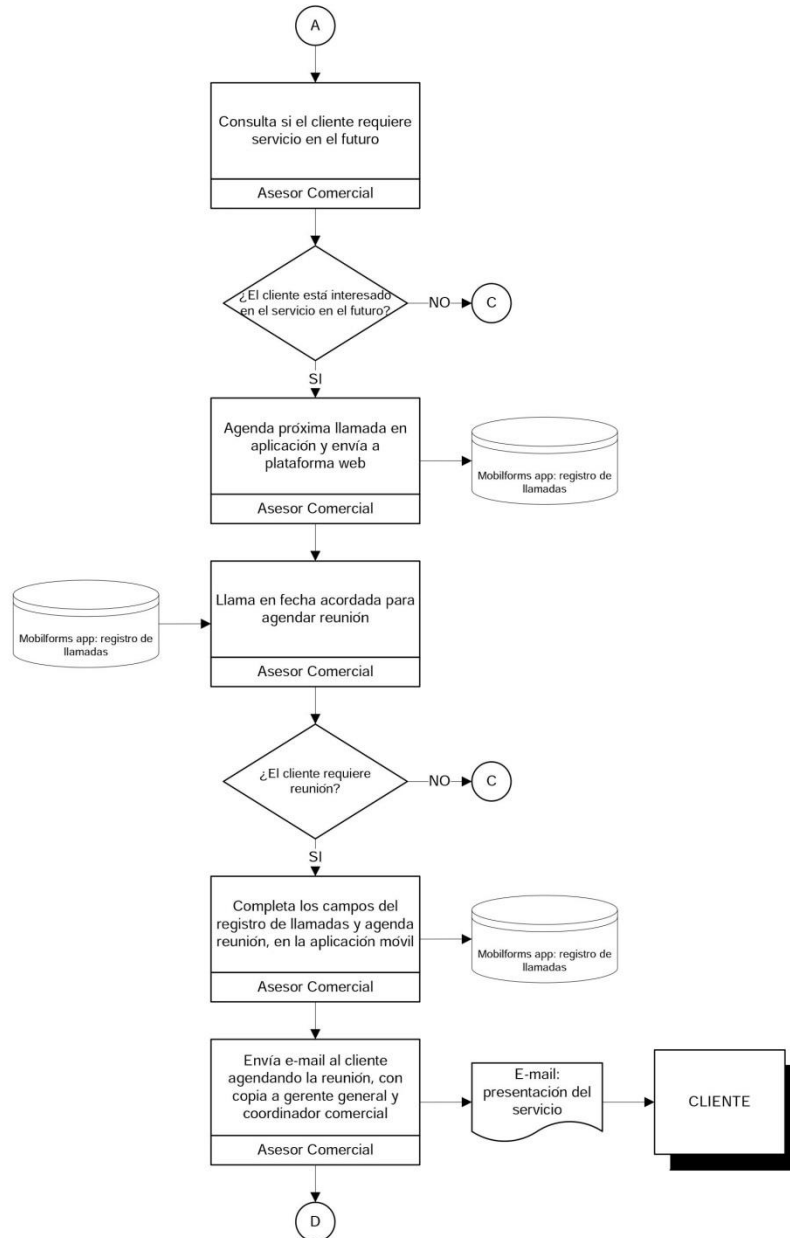 A
Consulta si el cliente requiere
servicio en el futuro
Asesor Comercial
¿El cliente está interesado
en el servicio en el futuro?
NO
C
SI
Agenda próxima llamada en
aplicación y envía a
plataforma web
Asesor Comercial
Mobilforms app: registro de
llamadas
Mobilforms app: registro de
llamadas
Llama en fecha acordada para
agendar reunión
Asesor Comercial
¿El cliente requiere
reunión?
NO
C
SI
Completa los campos del
registro de llamadas y agenda
reunión, en la aplicación móvil
Asesor Comercial
Mobilforms app: registro de
llamadas
Envía e-mail al cliente
agendando la reunión, con
copia a gerente general y
coordinador comercial
Asesor Comercial
E-mail:
presentación del
servicio
CLIENTE
D